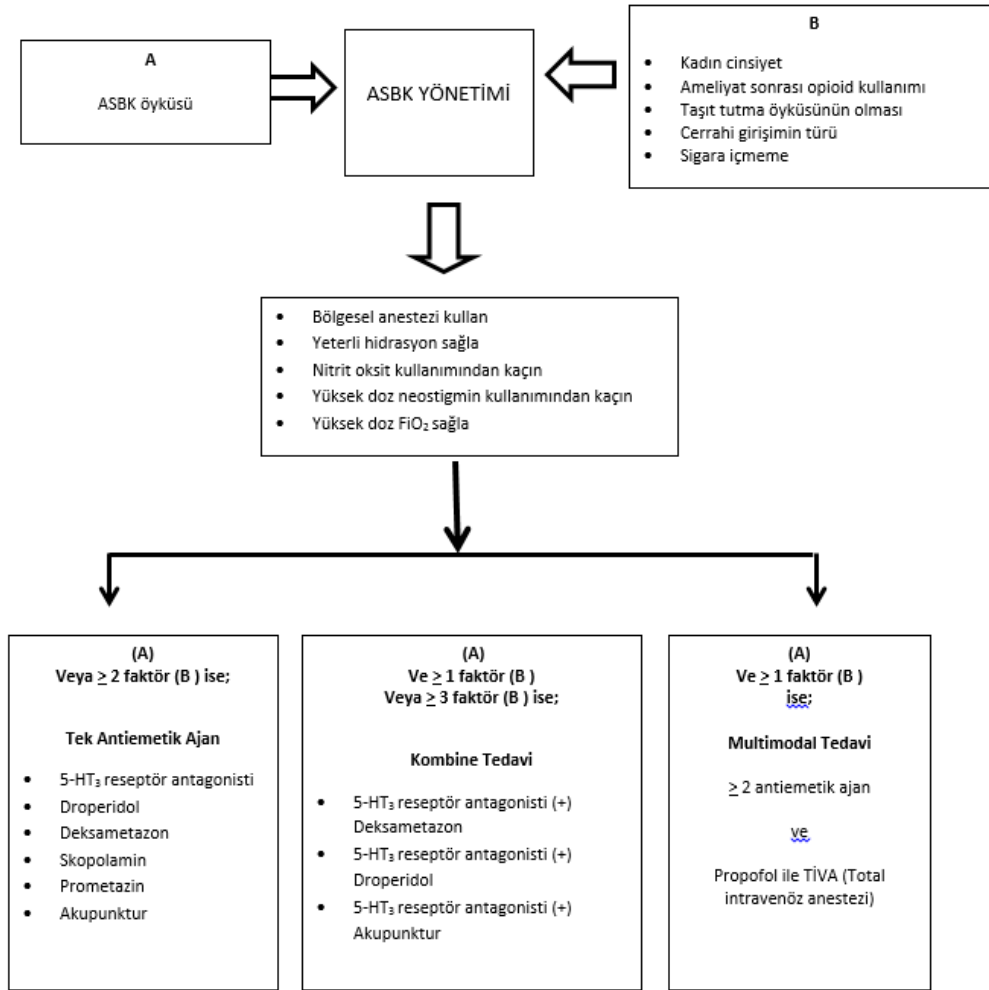 A
ASBK öyküsü
ASBK YÖNETİMİ
B
• Kadın cinsiyet
• Ameliyat sonrası opioid kullanımı
• Taşıt tutma öyküsünün olması
• Cerrahi girişimin türü
• Sigara içmeme
• Bölgesel anestezi kullan
• Yeterli hidrasyon sağla
• Nitrit oksit kullanımından kaçın
• Yüksek doz neostigmin kullanımından kaçın
• Yüksek doz FiO₂ sağla
(A)
Veya ≥ 2 faktör (B ) ise;
Tek Antiemetik Ajan
• 5-HT₃ reseptör antagonisti
• Droperidol
• Deksametazon
• Skopolamin
• Prometazin
• Akupunktur
(A)
Ve ≥ 1 faktör (B )
Veya ≥ 3 faktör (B ) ise;
Kombine Tedavi
• 5-HT₃ reseptör antagonisti (+)
Deksametazon
• 5-HT₃ reseptör antagonisti (+)
Droperidol
• 5-HT₃ reseptör antagonisti (+)
Akupunktur
(A)
Ve ≥ 1 faktör (B )
ise;
Multimodal Tedavi
≥ 2 antiemetik ajan
ve
Propofol ile TİVA (Total
intravenöz anestezi)